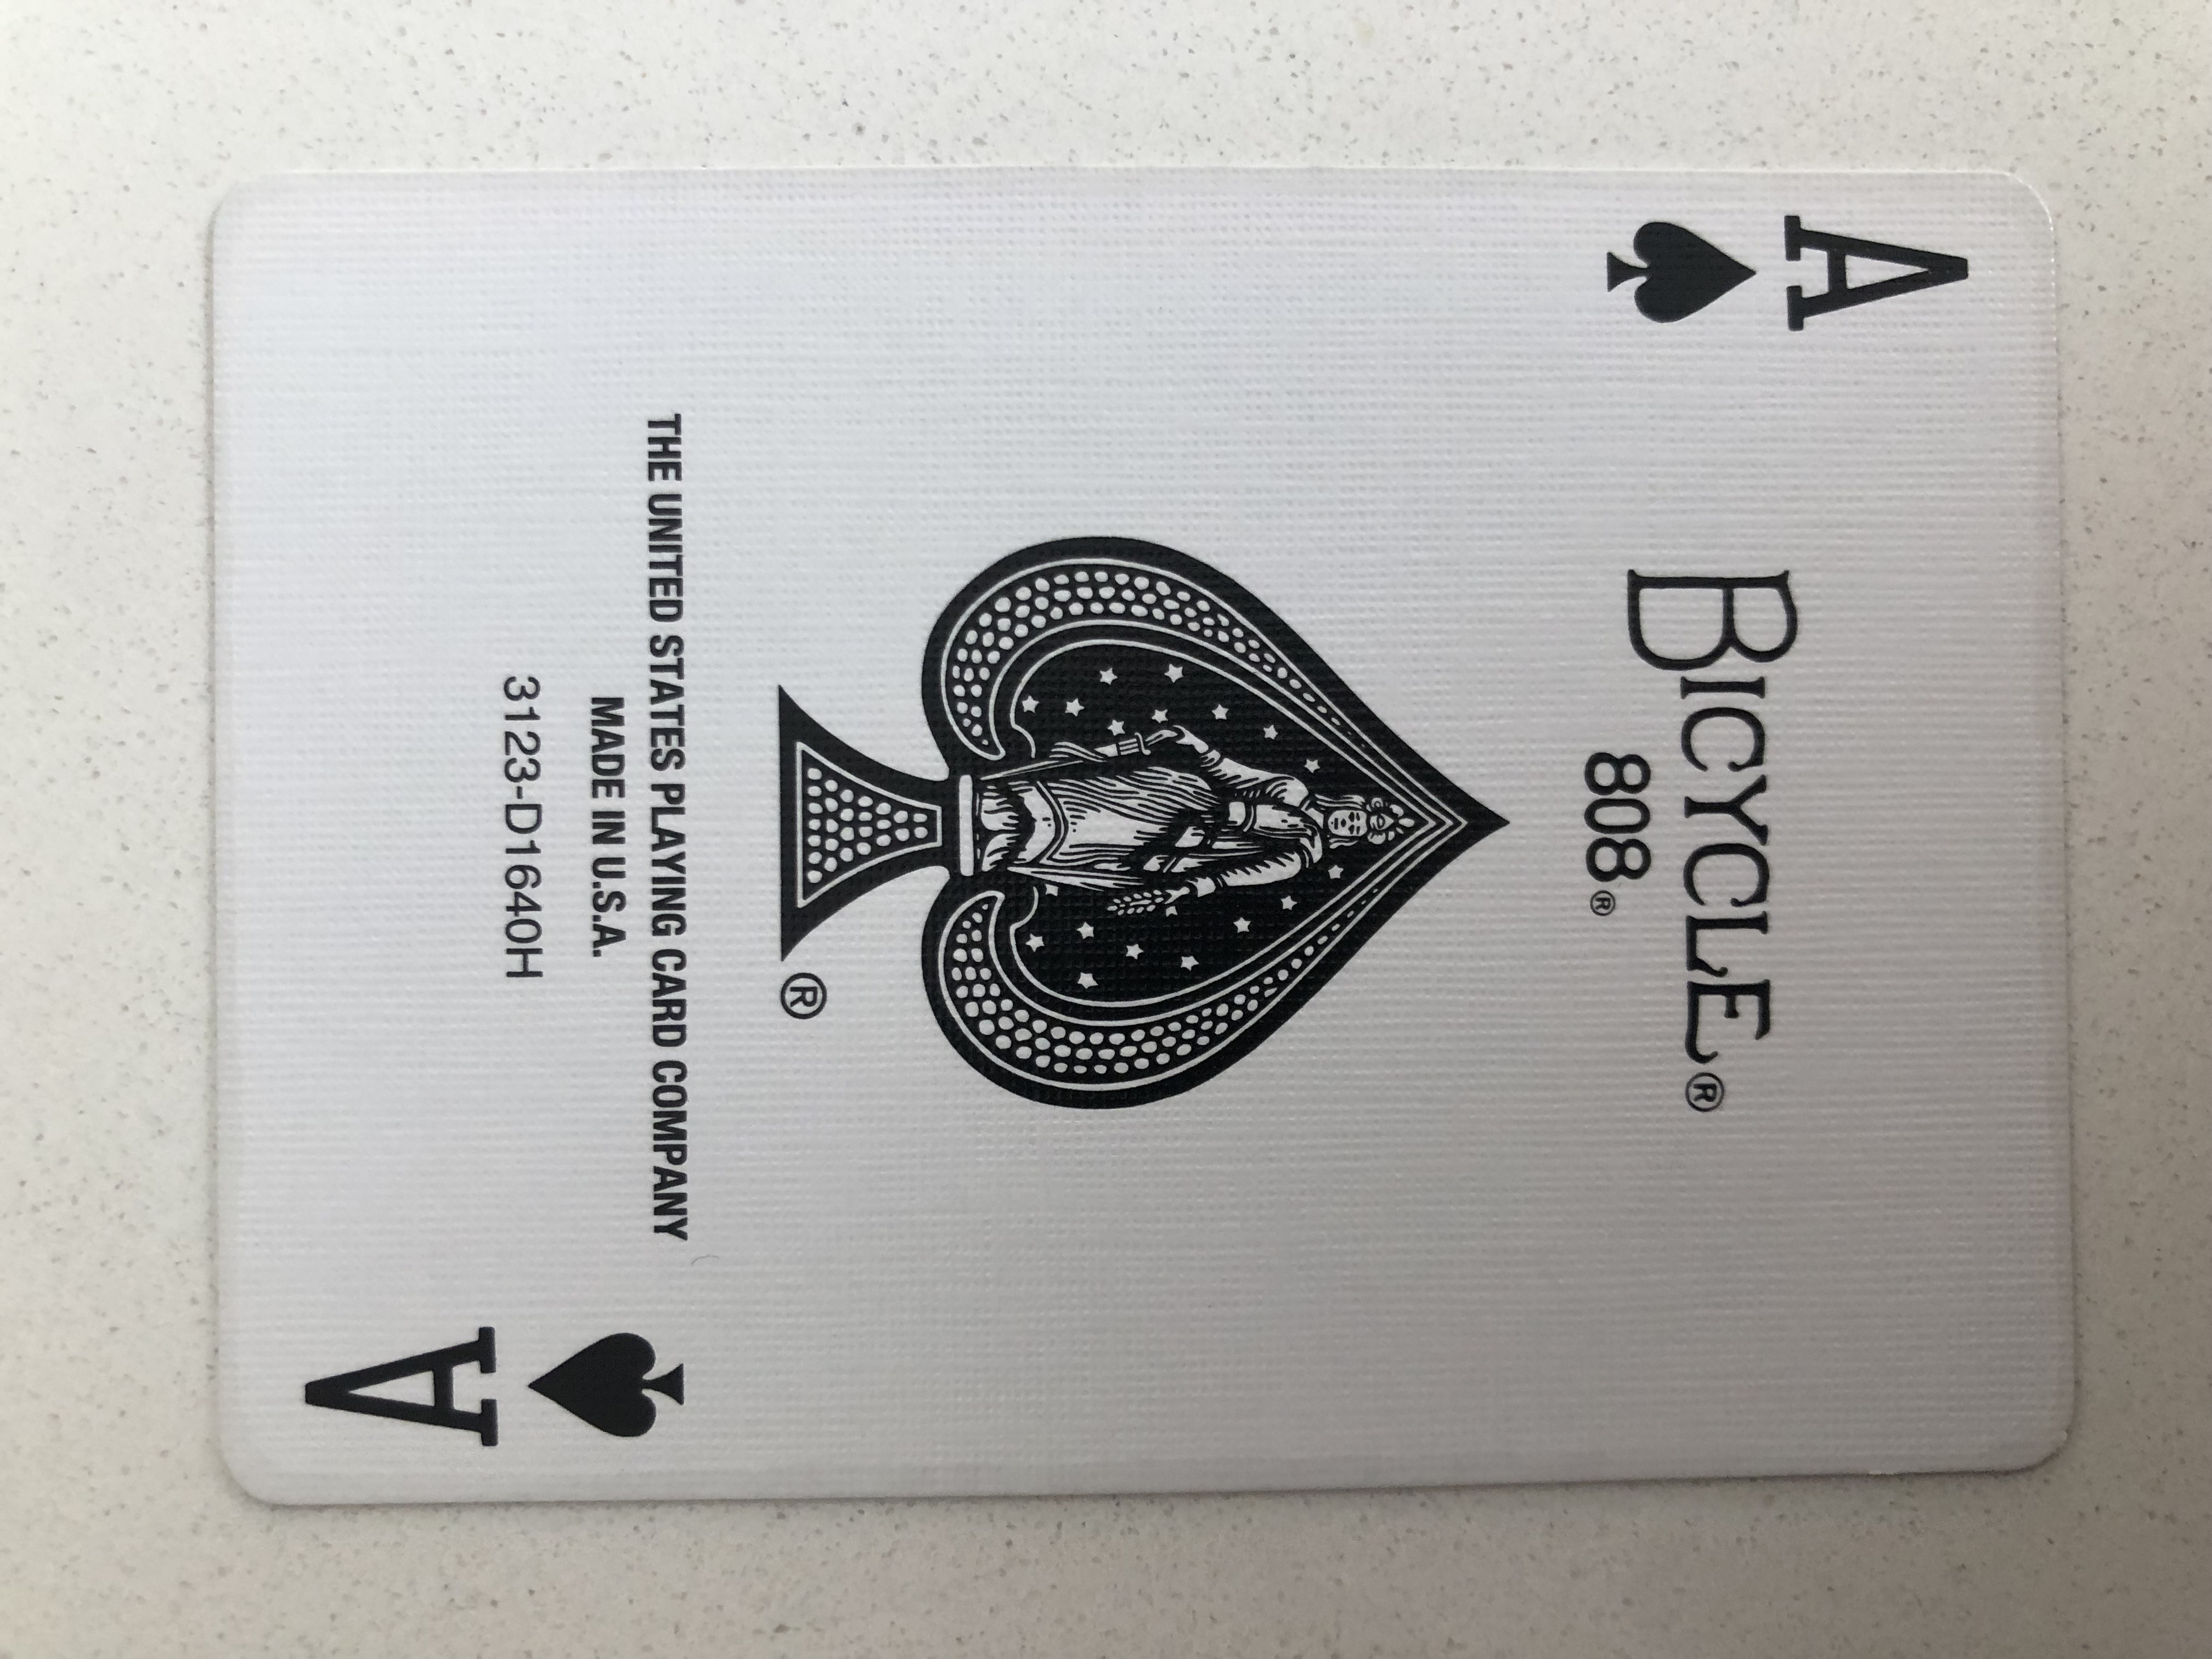 A
BICYCLE®
808®
®
THE UNITED STATES PLAYING CARD COMPANY
MADE IN U.S.A.
3123-D1640H
A